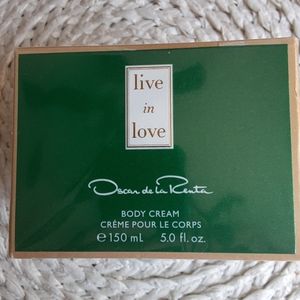 live
in
love
Oscar de la Renta
BODY CREAM
CRÈME POUR LE CORPS
℮ 150 mL 5.0 fl. oz.